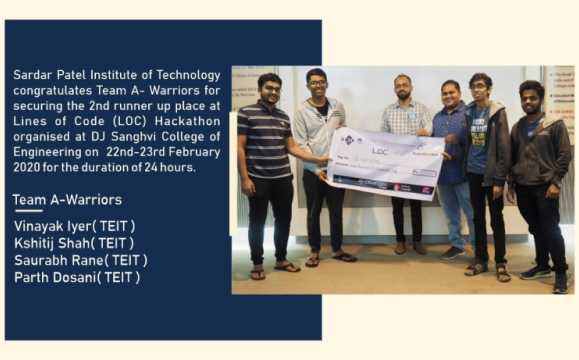 Sardar Patel Institute of Technology
congratulates Team A- Warriors for
securing the 2nd runner up place at
Lines of Code (LOC) Hackathon
organised at DJ Sanghvi College of
Engineering on 22nd-23rd February
2020 for the duration of 24 hours.
Team A-Warriors
Vinayak Iyer( TEIT )
Kshitij Shah( TEIT )
Saurabh Rane( TEIT )
Parth Dosani( TEIT )
LOC